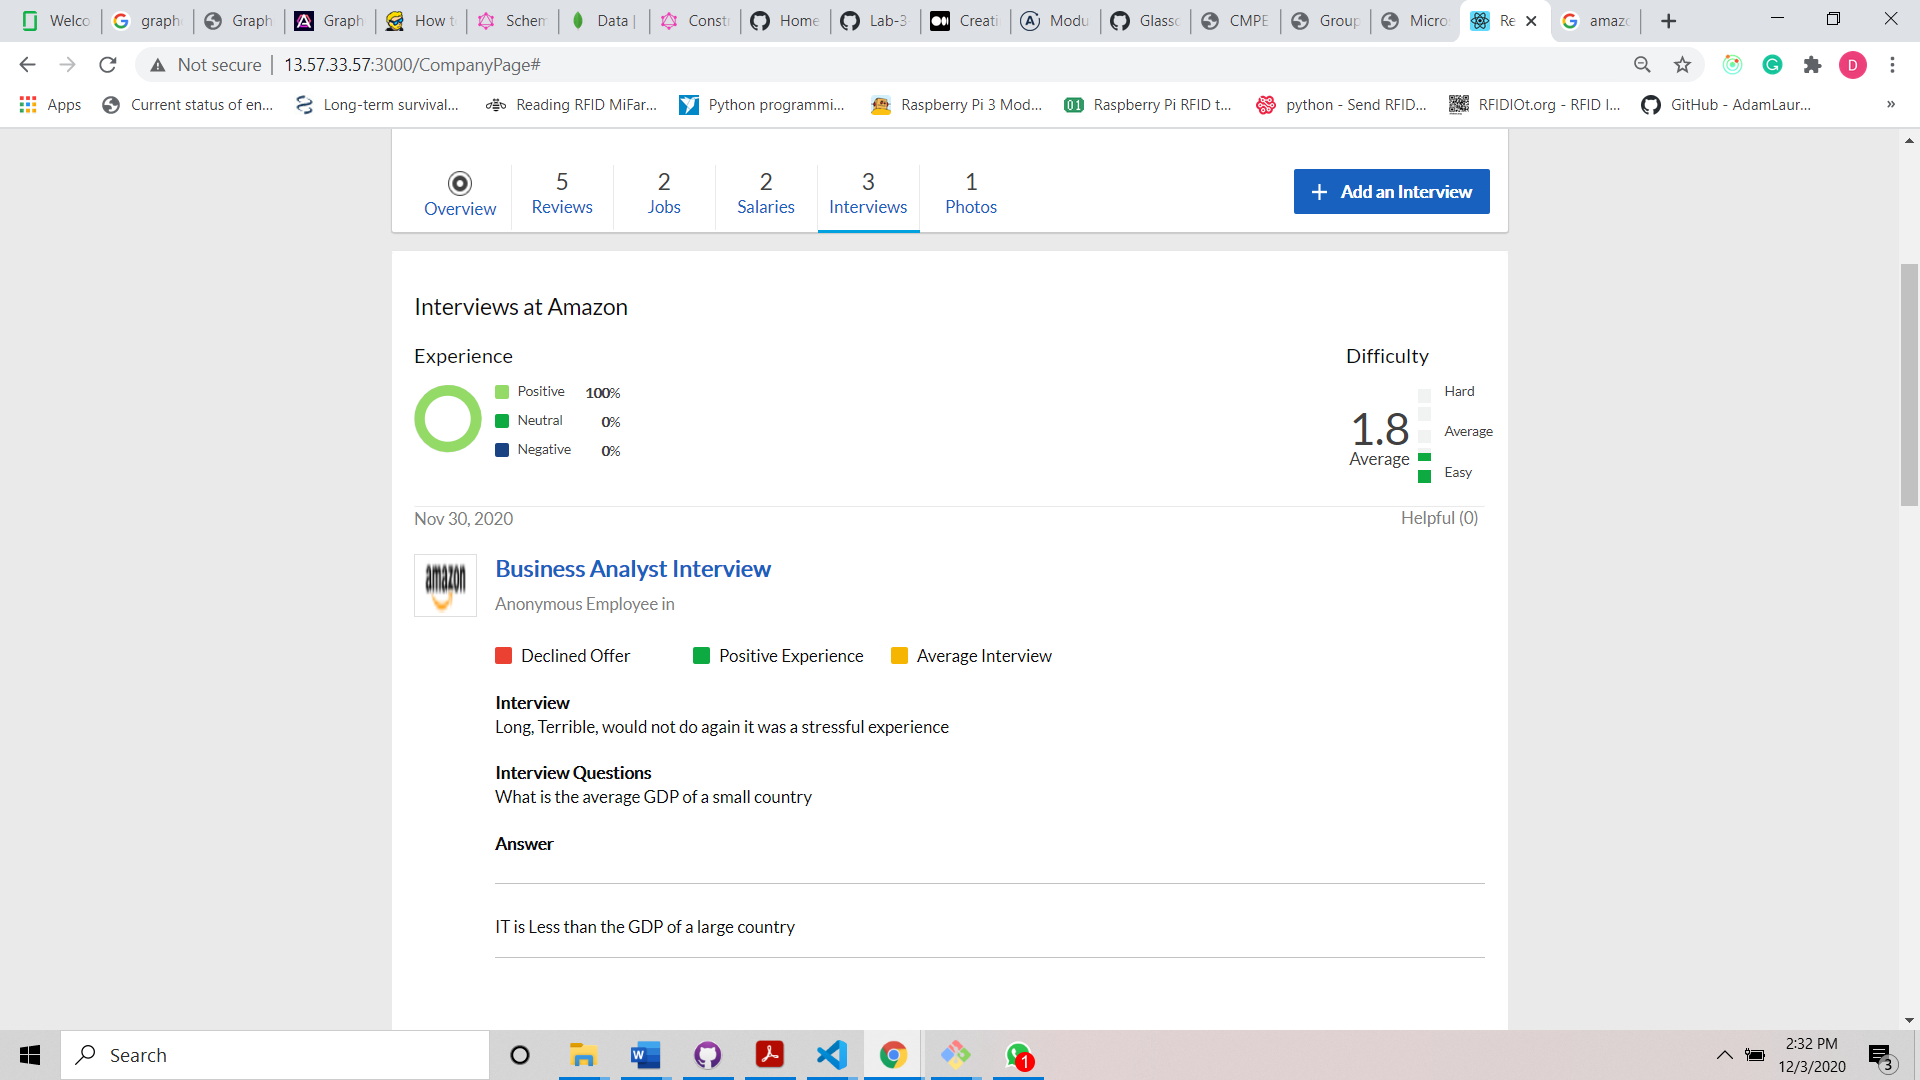 Welco
graph
Graph
Graph
How t
Schem
Data |
Constr
Home
Lab-3
Creati
Modu
Glassd
CMPE
Group
Micros
Re
amazo
Not secure | 13.57.33.57:3000/CompanyPage#
D
Apps
Current status of en...
Long-term survival...
Reading RFID MiFar...
Python programmi...
Raspberry Pi 3 Mod...
Raspberry Pi RFID t...
python - Send RFID...
RFIDIOt.org - RFID I...
GitHub - AdamLaur...
»
5 2 2 3 1
Overview Reviews Jobs Salaries Interviews Photos
+ Add an Interview
Interviews at Amazon
Experience
Positive 100%
Neutral 0%
Negative 0%
Difficulty
1.8
Average
Hard
Average
Easy
Nov 30, 2020
Helpful (0)
amazon
Business Analyst Interview
Anonymous Employee in
Declined Offer Positive Experience Average Interview
Interview
Long, Terrible, would not do again it was a stressful experience
Interview Questions
What is the average GDP of a small country
Answer
IT is Less than the GDP of a large country
Search
1
2:32 PM
12/3/2020
3